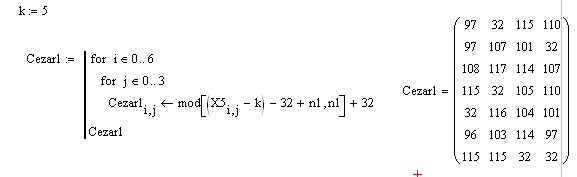 k := 5
Cezar1 :=
for i ∈ 0..6
for j ∈ 0..3
Cezar1i,j ← mod[(X5i,j − k) − 32 + n1, n1] + 32
Cezar1
Cezar1 =
97 32 115 110
97 107 101 32
108 117 114 107
115 32 105 110
32 116 104 101
96 103 114 97
115 115 32 32